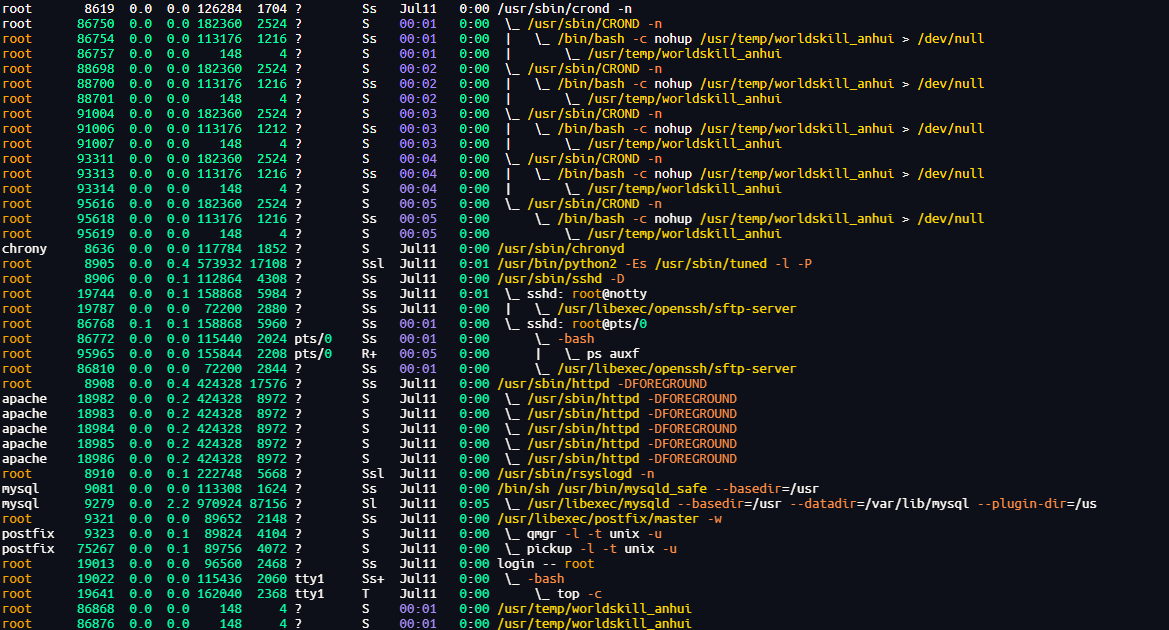 root 8619 0.0 0.0 126284 1704 ? Ss Jul11 0:00 /usr/sbin/crond -n
root 86750 0.0 0.0 182360 2524 ? S 00:01 0:00 \_ /usr/sbin/CROND -n
root 86754 0.0 0.0 113176 1216 ? Ss 00:01 0:00 | \_ /bin/bash -c nohup /usr/temp/worldskill_anhui > /dev/null
root 86757 0.0 0.0 148 4 ? S 00:01 0:00 | \_ /usr/temp/worldskill_anhui
root 88698 0.0 0.0 182360 2524 ? S 00:02 0:00 \_ /usr/sbin/CROND -n
root 88700 0.0 0.0 113176 1216 ? Ss 00:02 0:00 | \_ /bin/bash -c nohup /usr/temp/worldskill_anhui > /dev/null
root 88701 0.0 0.0 148 4 ? S 00:02 0:00 | \_ /usr/temp/worldskill_anhui
root 91004 0.0 0.0 182360 2524 ? S 00:03 0:00 \_ /usr/sbin/CROND -n
root 91006 0.0 0.0 113176 1212 ? Ss 00:03 0:00 | \_ /bin/bash -c nohup /usr/temp/worldskill_anhui > /dev/null
root 91007 0.0 0.0 148 4 ? S 00:03 0:00 | \_ /usr/temp/worldskill_anhui
root 93311 0.0 0.0 182360 2524 ? S 00:04 0:00 \_ /usr/sbin/CROND -n
root 93313 0.0 0.0 113176 1216 ? Ss 00:04 0:00 | \_ /bin/bash -c nohup /usr/temp/worldskill_anhui > /dev/null
root 93314 0.0 0.0 148 4 ? S 00:04 0:00 | \_ /usr/temp/worldskill_anhui
root 95616 0.0 0.0 182360 2524 ? S 00:05 0:00 \_ /usr/sbin/CROND -n
root 95618 0.0 0.0 113176 1216 ? Ss 00:05 0:00 \_ /bin/bash -c nohup /usr/temp/worldskill_anhui > /dev/null
root 95619 0.0 0.0 148 4 ? S 00:05 0:00 \_ /usr/temp/worldskill_anhui
chrony 8636 0.0 0.0 117784 1852 ? S Jul11 0:00 /usr/sbin/chronyd
root 8905 0.0 0.4 573932 17108 ? Ssl Jul11 0:01 /usr/bin/python2 -Es /usr/sbin/tuned -l -P
root 8906 0.0 0.1 112864 4308 ? Ss Jul11 0:00 /usr/sbin/sshd -D
root 19744 0.0 0.1 158868 5984 ? Ss Jul11 0:01 \_ sshd: root@notty
root 19787 0.0 0.0 72200 2880 ? Ss Jul11 0:00 | \_ /usr/libexec/openssh/sftp-server
root 86768 0.1 0.1 158868 5960 ? Ss 00:01 0:00 \_ sshd: root@pts/0
root 86772 0.0 0.0 115440 2024 pts/0 Ss 00:01 0:00 \_ -bash
root 95965 0.0 0.0 155844 2208 pts/0 R+ 00:05 0:00 | \_ ps auxf
root 86810 0.0 0.0 72200 2844 ? Ss 00:01 0:00 \_ /usr/libexec/openssh/sftp-server
root 8908 0.0 0.4 424328 17576 ? Ss Jul11 0:00 /usr/sbin/httpd -DFOREGROUND
apache 18982 0.0 0.2 424328 8972 ? S Jul11 0:00 \_ /usr/sbin/httpd -DFOREGROUND
apache 18983 0.0 0.2 424328 8972 ? S Jul11 0:00 \_ /usr/sbin/httpd -DFOREGROUND
apache 18984 0.0 0.2 424328 8972 ? S Jul11 0:00 \_ /usr/sbin/httpd -DFOREGROUND
apache 18985 0.0 0.2 424328 8972 ? S Jul11 0:00 \_ /usr/sbin/httpd -DFOREGROUND
apache 18986 0.0 0.2 424328 8972 ? S Jul11 0:00 \_ /usr/sbin/httpd -DFOREGROUND
root 8910 0.0 0.1 222748 5668 ? Ssl Jul11 0:00 /usr/sbin/rsyslogd -n
mysql 9081 0.0 0.0 113308 1624 ? Ss Jul11 0:00 /bin/sh /usr/bin/mysqld_safe --basedir=/usr
mysql 9279 0.0 2.2 970924 87156 ? Sl Jul11 0:05 \_ /usr/libexec/mysqld --basedir=/usr --datadir=/var/lib/mysql --plugin-dir=/us
root 9321 0.0 0.0 89652 2148 ? Ss Jul11 0:00 /usr/libexec/postfix/master -w
postfix 9323 0.0 0.1 89824 4104 ? S Jul11 0:00 \_ qmgr -l -t unix -u
postfix 75267 0.0 0.1 89756 4072 ? S Jul11 0:00 \_ pickup -l -t unix -u
root 19013 0.0 0.0 96560 2468 ? Ss Jul11 0:00 login -- root
root 19022 0.0 0.0 115436 2060 tty1 Ss+ Jul11 0:00 \_ -bash
root 19641 0.0 0.0 162040 2368 tty1 T Jul11 0:00 \_ top -c
root 86868 0.0 0.0 148 4 ? S 00:01 0:00 /usr/temp/worldskill_anhui
root 86876 0.0 0.0 148 4 ? S 00:01 0:00 /usr/temp/worldskill_anhui